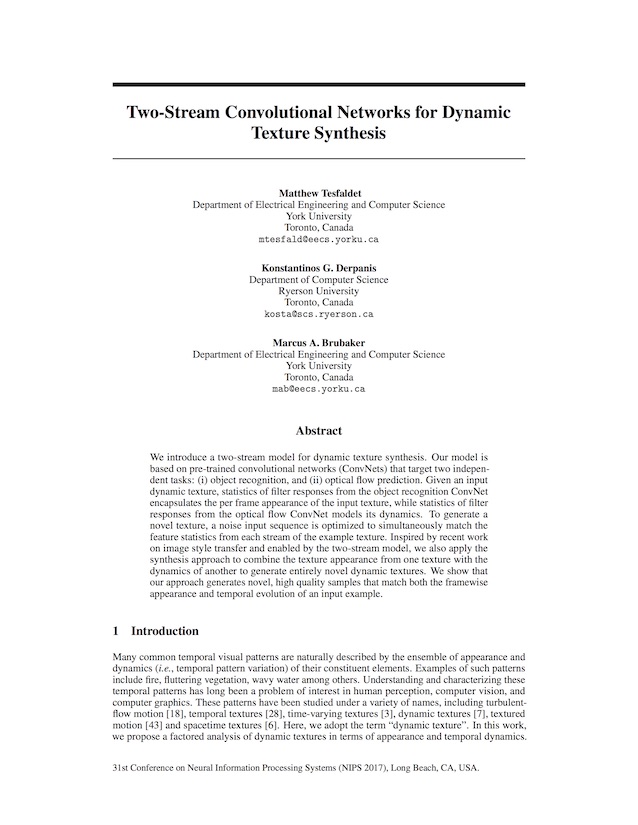 Two-Stream Convolutional Networks for Dynamic
Texture Synthesis
Matthew Tesfaldet
Department of Electrical Engineering and Computer Science
York University
Toronto, Canada
mtesfald@eecs.yorku.ca
Konstantinos G. Derpanis
Department of Computer Science
Ryerson University
Toronto, Canada
kosta@scs.ryerson.ca
Marcus A. Brubaker
Department of Electrical Engineering and Computer Science
York University
Toronto, Canada
mab@eecs.yorku.ca
Abstract
We introduce a two-stream model for dynamic texture synthesis. Our model is
based on pre-trained convolutional networks (ConvNets) that target two indepen-
dent tasks: (i) object recognition, and (ii) optical flow prediction. Given an input
dynamic texture, statistics of filter responses from the object recognition ConvNet
encapsulates the per frame appearance of the input texture, while statistics of filter
responses from the optical flow ConvNet models its dynamics. To generate a
novel texture, a noise input sequence is optimized to simultaneously match the
feature statistics from each stream of the example texture. Inspired by recent work
on image style transfer and enabled by the two-stream model, we also apply the
synthesis approach to combine the texture appearance from one texture with the
dynamics of another to generate entirely novel dynamic textures. We show that
our approach generates novel, high quality samples that match both the framewise
appearance and temporal evolution of an input example.
1 Introduction
Many common temporal visual patterns are naturally described by the ensemble of appearance and
dynamics (i.e., temporal pattern variation) of their constituent elements. Examples of such patterns
include fire, fluttering vegetation, wavy water among others. Understanding and characterizing these
temporal patterns has long been a problem of interest in human perception, computer vision, and
computer graphics. These patterns have been studied under a variety of names, including turbulent-
flow motion [18], temporal textures [28], time-varying textures [3], dynamic textures [7], textured
motion [43] and spacetime textures [6]. Here, we adopt the term “dynamic texture”. In this work,
we propose a factored analysis of dynamic textures in terms of appearance and temporal dynamics.
31st Conference on Neural Information Processing Systems (NIPS 2017), Long Beach, CA, USA.